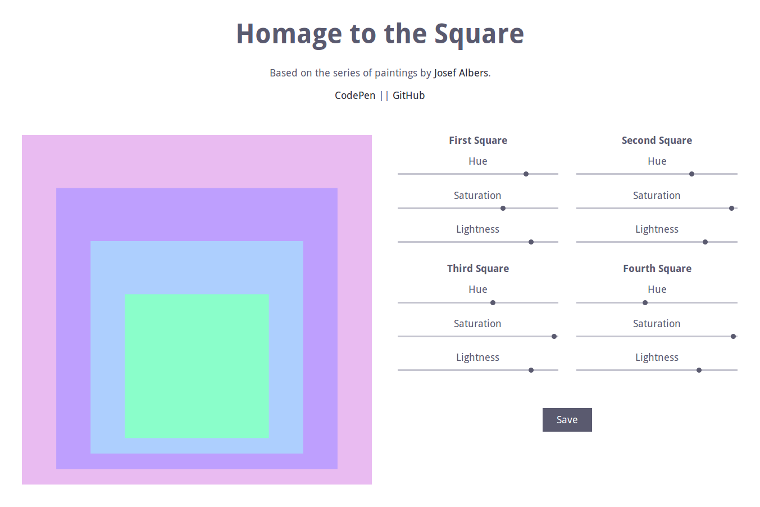 Homage to the Square
Based on the series of paintings by Josef Albers.
CodePen || GitHub
First Square
Hue
Saturation
Lightness
Second Square
Hue
Saturation
Lightness
Third Square
Hue
Saturation
Lightness
Fourth Square
Hue
Saturation
Lightness
Save